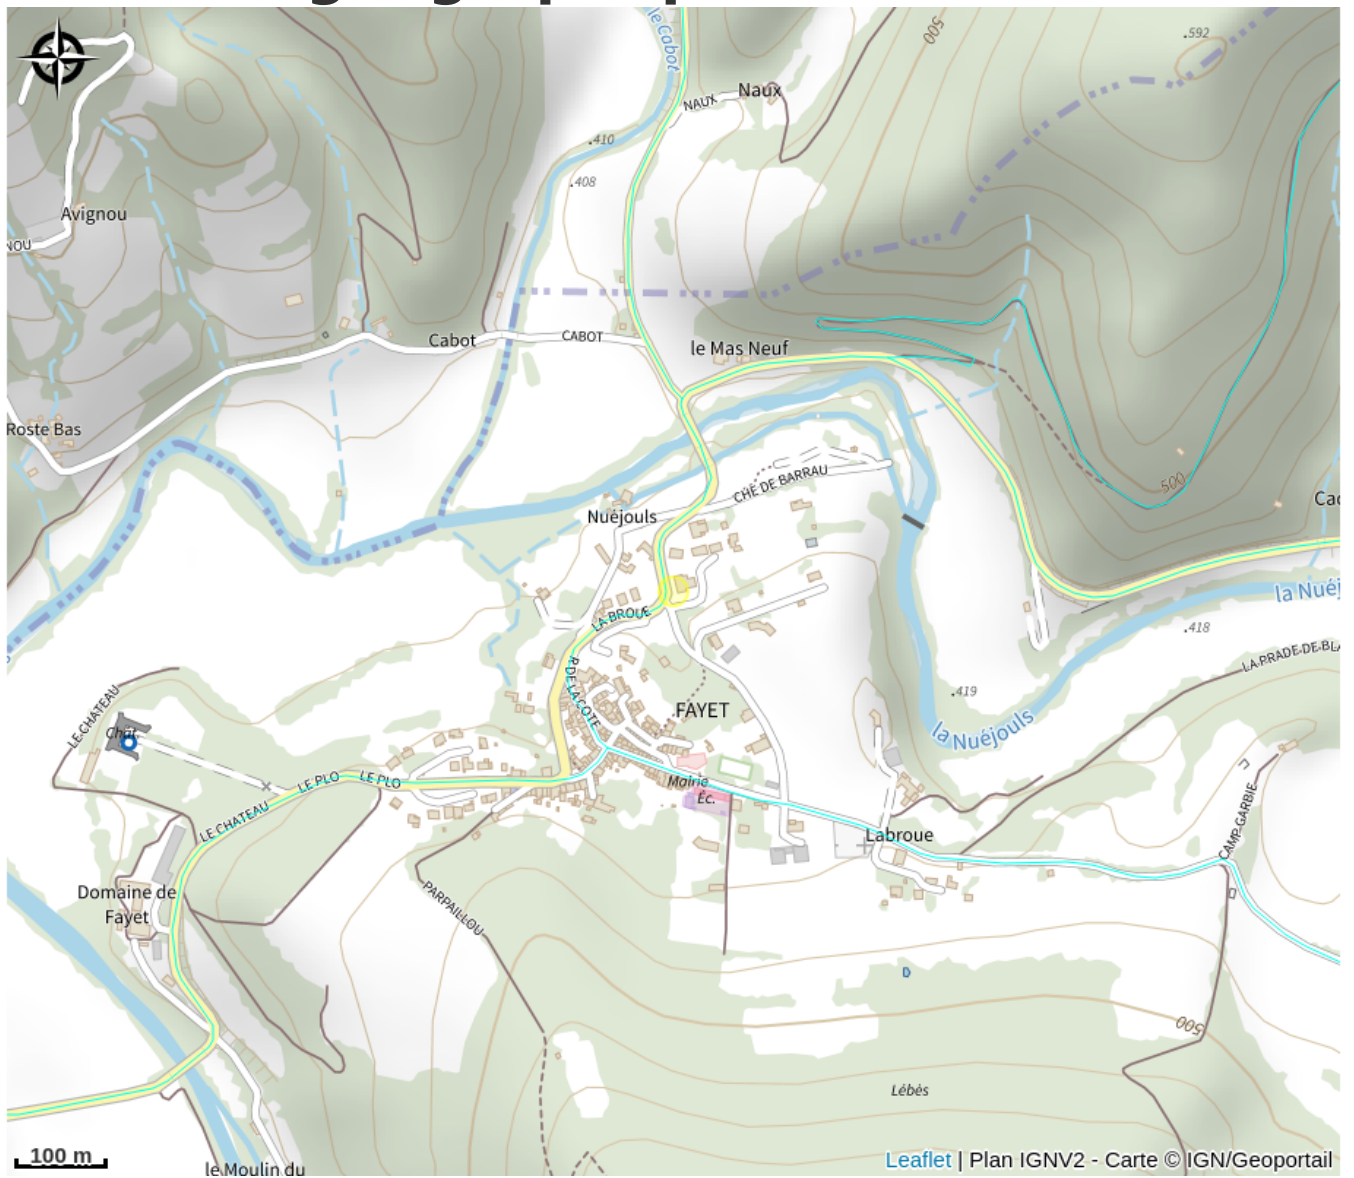 le Cabot
500
.592
Naux
NAUX
.410
.408
Avignou
NOU
Cabot
CABOT
le Mas Neuf
Roste Bas
CHE DE BARRAU
500
Nuéjouls
la Nuéj
LA BROUE
.418
LA PRADE DE BLA
R DE LA COTE
.419
LE CHATEAU
FAYET
la Nuéjouls
Chât.
LE PLO
LE PLO
Mairie
Éc.
LE CHATEAU
Labroue
CAMP GARBIE
Domaine de
Fayet
PARPAILLOU
D
500
Lébés
100 m
le Moulin du
Leaflet | Plan IGNV2 - Carte © IGN/Geoportail